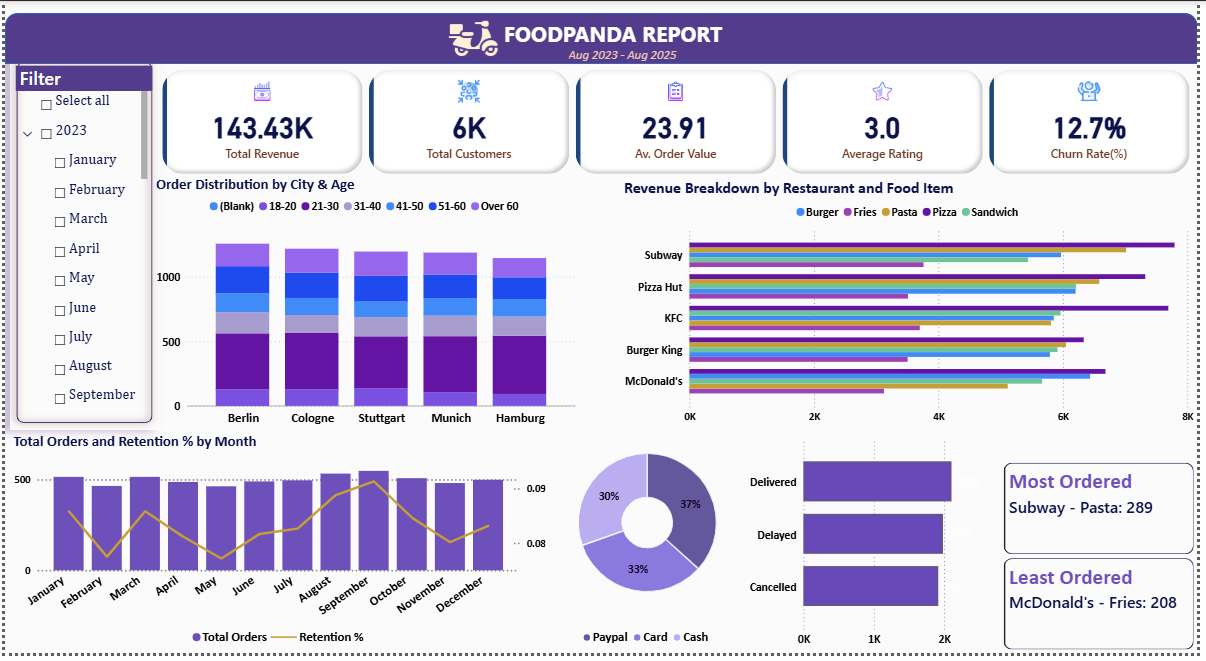 FOODPANDA REPORT
Aug 2023 - Aug 2025
Filter
Select all
2023
January
February
March
April
May
June
July
August
September
143.43K
Total Revenue
6K
Total Customers
23.91
Av. Order Value
3.0
Average Rating
12.7%
Churn Rate(%)
Order Distribution by City & Age
(Blank) 18-20 21-30 31-40 41-50 51-60 Over 60
1000
500
0
Berlin Cologne Stuttgart Munich Hamburg
Revenue Breakdown by Restaurant and Food Item
Burger Fries Pasta Pizza Sandwich
Subway
Pizza Hut
KFC
Burger King
McDonald's
0K 2K 4K 6K 8K
Total Orders and Retention % by Month
500
0
0.09
0.08
January February March April May June July August September October November December
Total Orders Retention %
30%
37%
33%
Paypal Card Cash
Delivered
Delayed
Cancelled
0K 1K 2K
Most Ordered
Subway - Pasta: 289
Least Ordered
McDonald's - Fries: 208